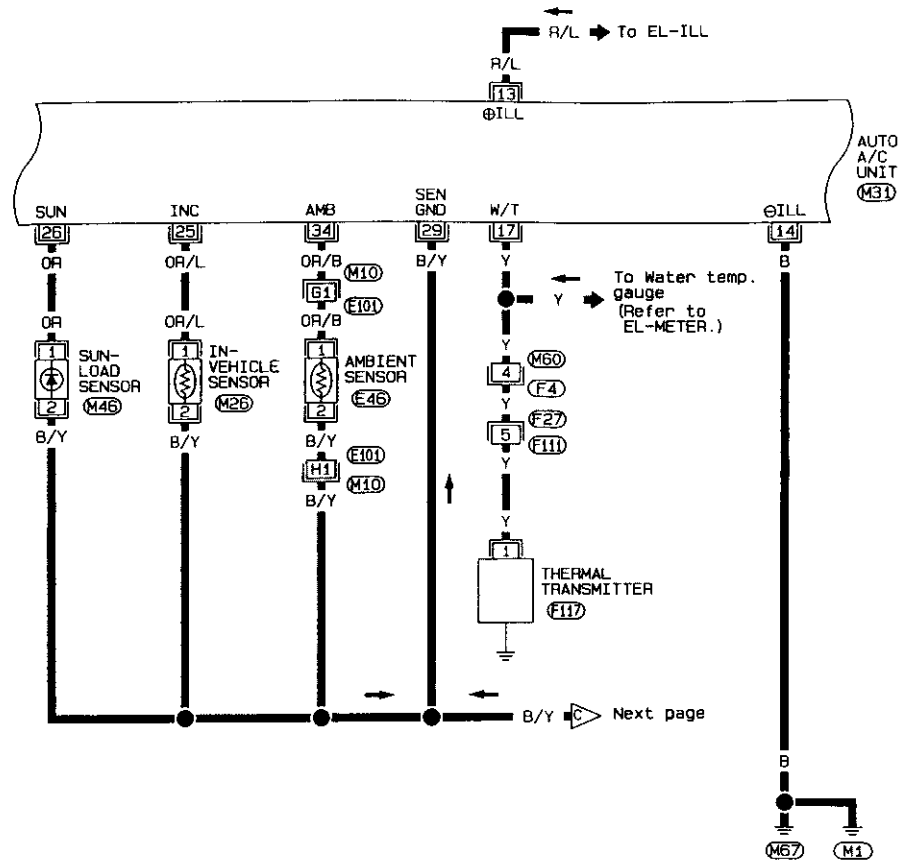 R/L To EL-ILL
R/L
13
⊕ILL
AUTO
A/C
UNIT
M31
SUN
INC
AMB
SEN
GND
W/T
⊖ILL
26
25
34
29
17
14
OR
OR/L
OR/B
B/Y
Y
B
M10
G1
E101
To Water temp.
gauge
(Refer to
EL-METER.)
Y
OR
OR/L
OR/B
Y
1
SUN-
LOAD
SENSOR
M46
2
1
IN-
VEHICLE
SENSOR
M26
2
1
AMBIENT
SENSOR
E46
2
M60
4
F4
Y
F27
5
F111
Y
B/Y
B/Y
B/Y
E101
H1
M10
B/Y
Y
1
THERMAL
TRANSMITTER
F117
B/Y C Next page
B
M67
M1